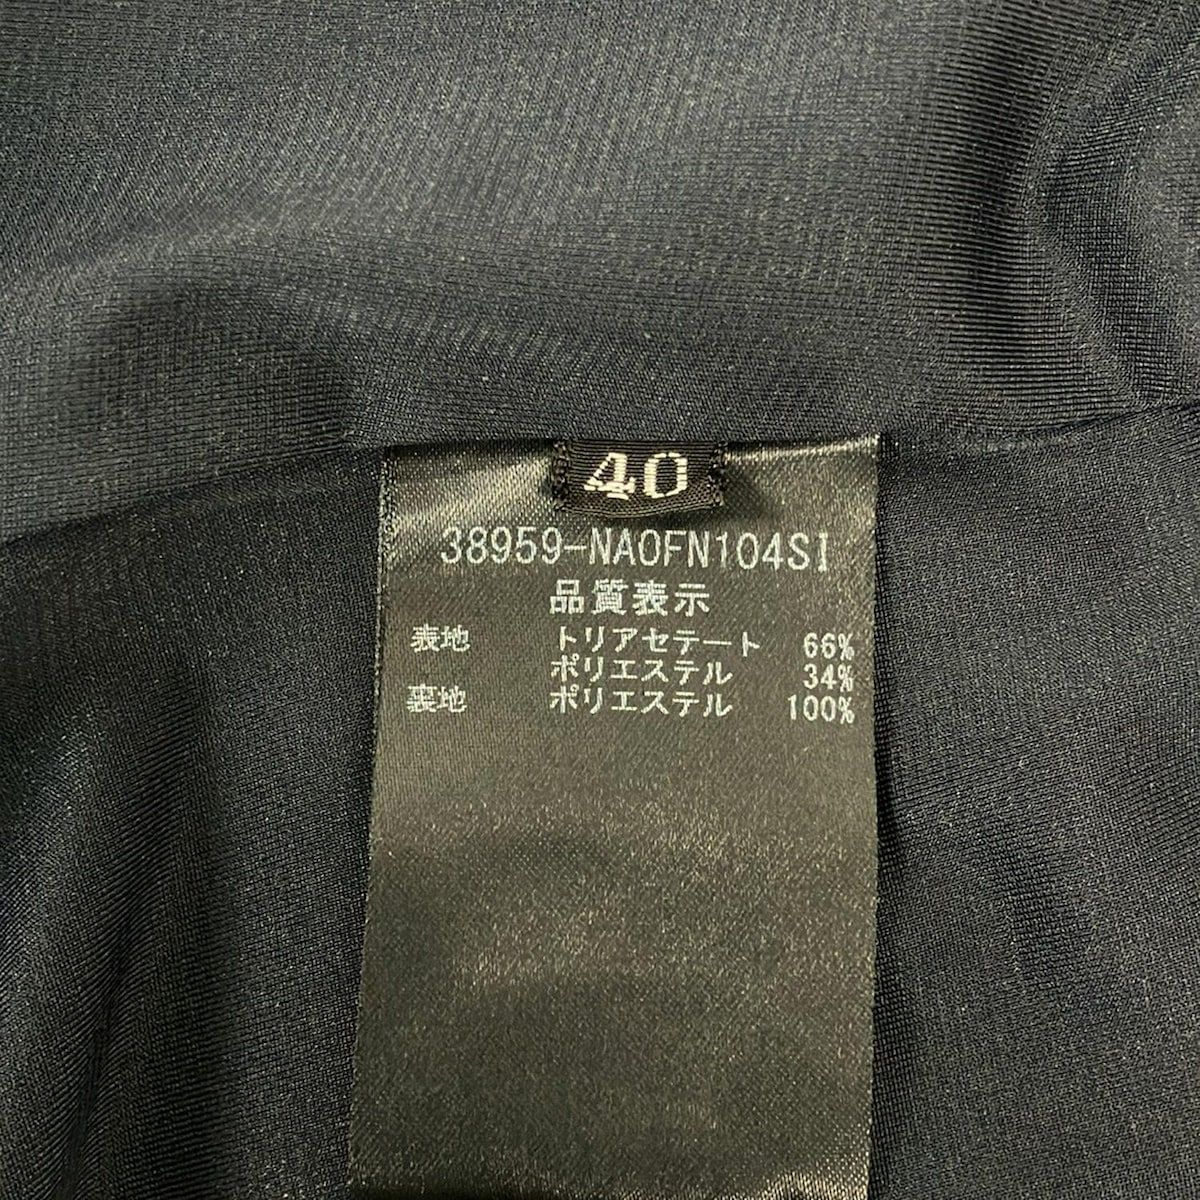 40
38959-NA0FN104SI
品質表示
表地 トリアセテート 66%
ポリエステル 34%
裏地 ポリエステル 100%